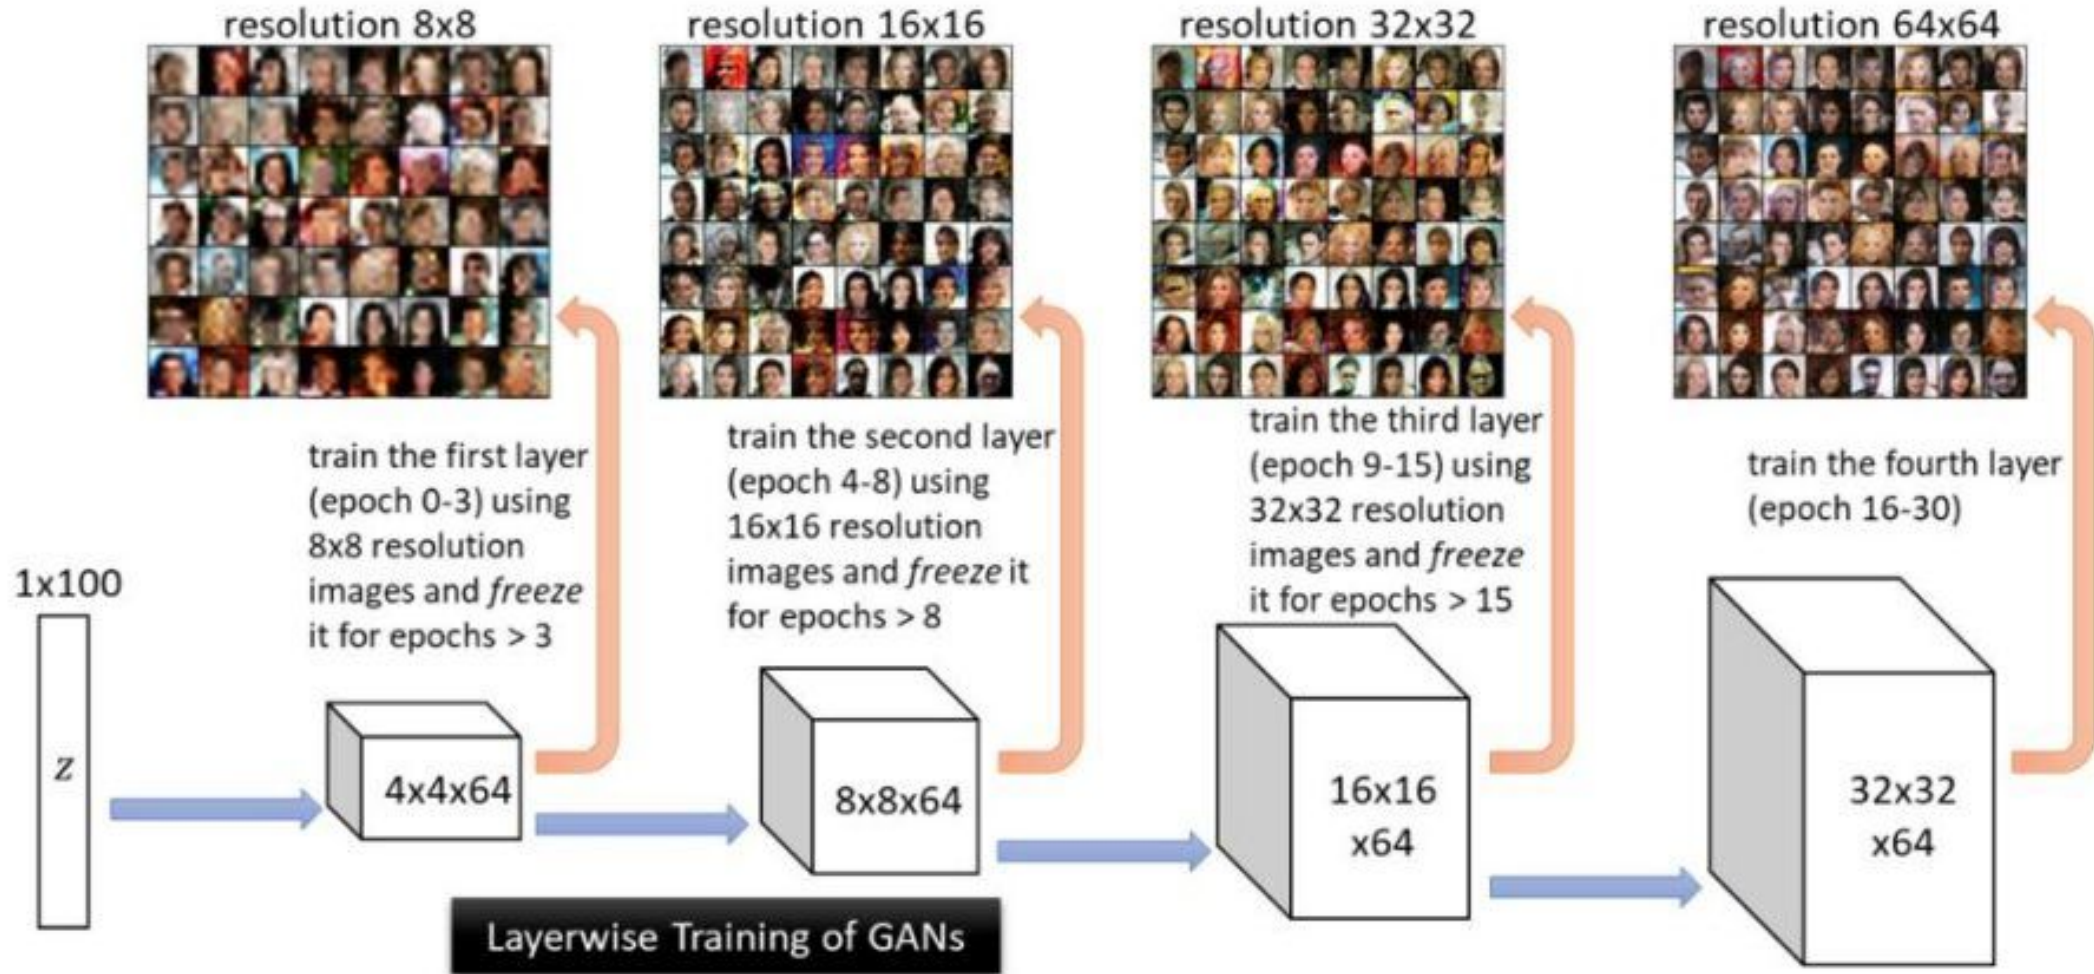 resolution 8x8
resolution 16x16
resolution 32x32
resolution 64x64
train the first layer
(epoch 0-3) using
8x8 resolution
images and freeze
it for epochs > 3
train the second layer
(epoch 4-8) using
16x16 resolution
images and freeze it
for epochs > 8
train the third layer
(epoch 9-15) using
32x32 resolution
images and freeze
it for epochs > 15
train the fourth layer
(epoch 16-30)
1x100
z
4x4x64
8x8x64
16x16
x64
32x32
x64
Layerwise Training of GANs